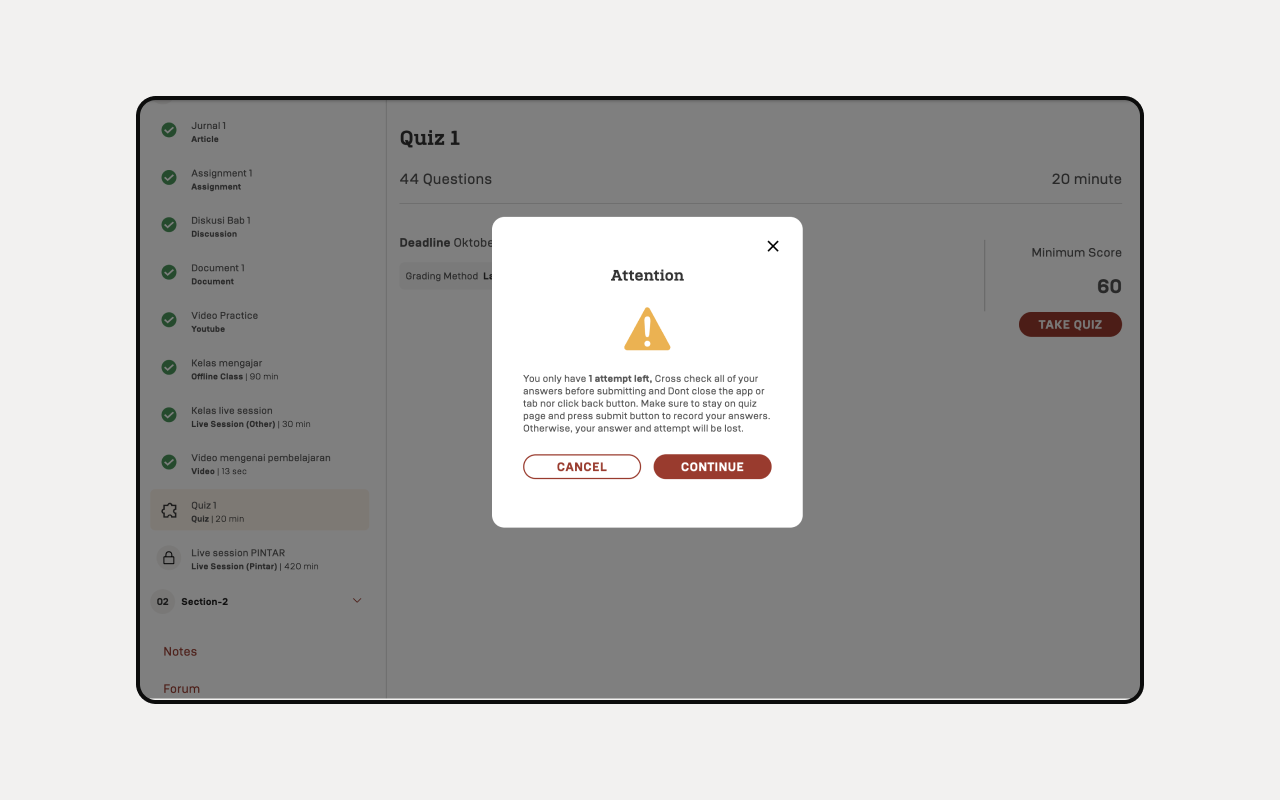 Jurnal 1
Article
Assignment 1
Assignment
Diskusi Bab 1
Discussion
Document 1
Document
Video Practice
Youtube
Kelas mengajar
Offline Class | 90 min
Kelas live session
Live Session (Other) | 30 min
Video mengenai pembelajaran
Video | 13 sec
Quiz 1
Quiz | 20 min
Live session PINTAR
Live Session (Pintar) | 420 min
02 Section-2
Notes
Forum
Quiz 1
44 Questions
20 minute
Deadline Oktobe
Grading Method La
Minimum Score
60
TAKE QUIZ
Attention
You only have 1 attempt left, Cross check all of your
answers before submitting and Dont close the app or
tab nor click back button. Make sure to stay on quiz
page and press submit button to record your answers.
Otherwise, your answer and attempt will be lost.
CANCEL
CONTINUE